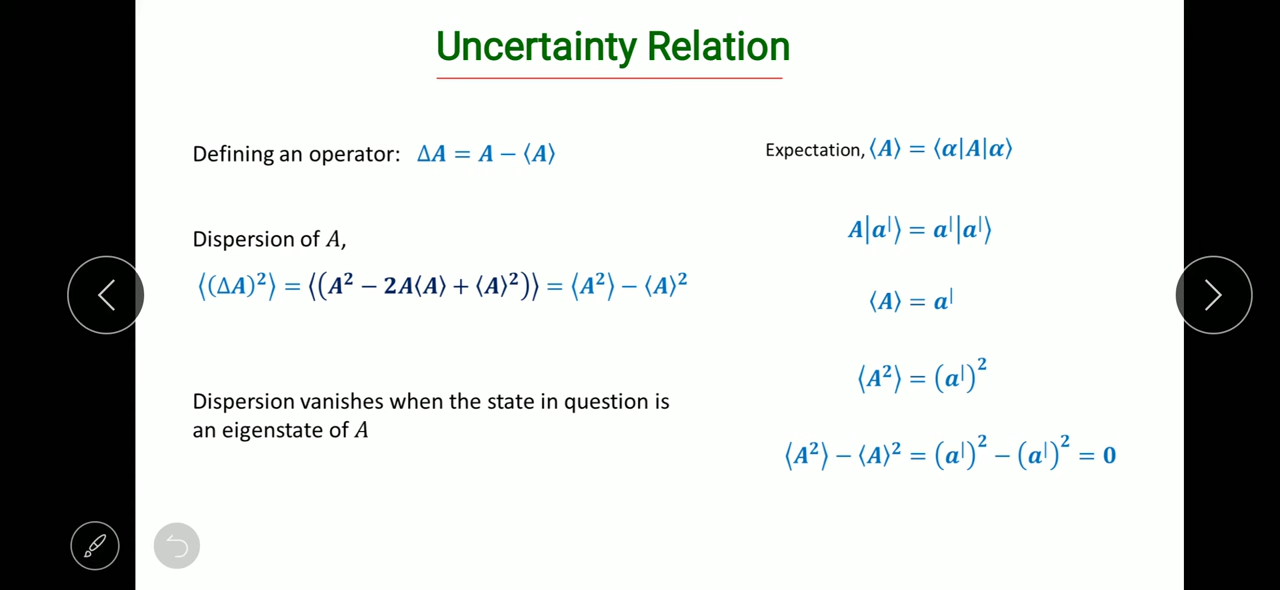 Uncertainty Relation
Defining an operator: ΔA = A − ⟨A⟩
Dispersion of A,
⟨(ΔA)²⟩ = ⟨(A² − 2A⟨A⟩ + ⟨A⟩²)⟩ = ⟨A²⟩ − ⟨A⟩²
Dispersion vanishes when the state in question is
an eigenstate of A
Expectation, ⟨A⟩ = ⟨α|A|α⟩
A|a^|⟩ = a^||a^|⟩
⟨A⟩ = a^|
⟨A²⟩ = (a^|)²
⟨A²⟩ − ⟨A⟩² = (a^|)² − (a^|)² = 0